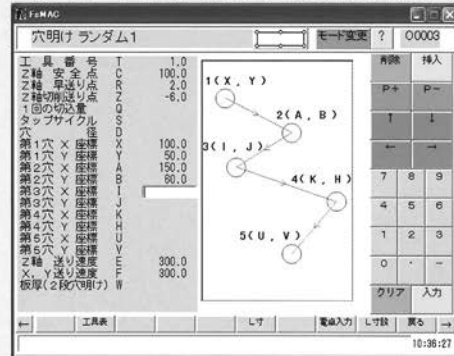 FsMAC
穴明け ランダム1 モード変更 ? O0003
工 具 番 号 T 1.0
Z軸 安全点 C 100.0
Z軸 早送り点 R 2.0
Z軸切削送り点 Z -6.0
1回の切込量 Q
タップサイクル S
穴 径 D
第1穴 X 座標 X 100.0
第1穴 Y 座標 Y 50.0
第2穴 X 座標 A 150.0
第2穴 Y 座標 B 60.0
第3穴 X 座標 I
第3穴 Y 座標 J
第4穴 X 座標 K
第4穴 Y 座標 H
第5穴 X 座標 U
第5穴 Y 座標 V
Z軸 送り速度 E 300.0
X, Y送り速度 F 300.0
板厚(2段穴明け) W
1(X, Y)
2(A, B)
3(I, J)
4(K, H)
5(U, V)
削除 挿入
P+ P-
↑ ↓
← →
7 8 9
4 5 6
1 2 3
0 · -
クリア 入力
← 工具表 L寸 電卓入力 L寸設 戻る →
10:36:27